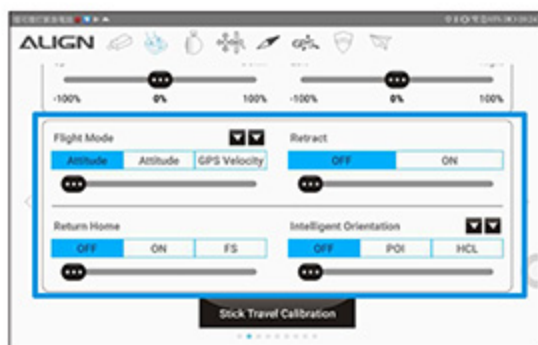 ALIGN
-100% 0% 100% -100% 0% 100%
Flight Mode Retract
Attitude Attitude GPS Velocity OFF ON
Return Home Intelligent Orientation
OFF ON FS OFF POI HCL
Stick Travel Calibration